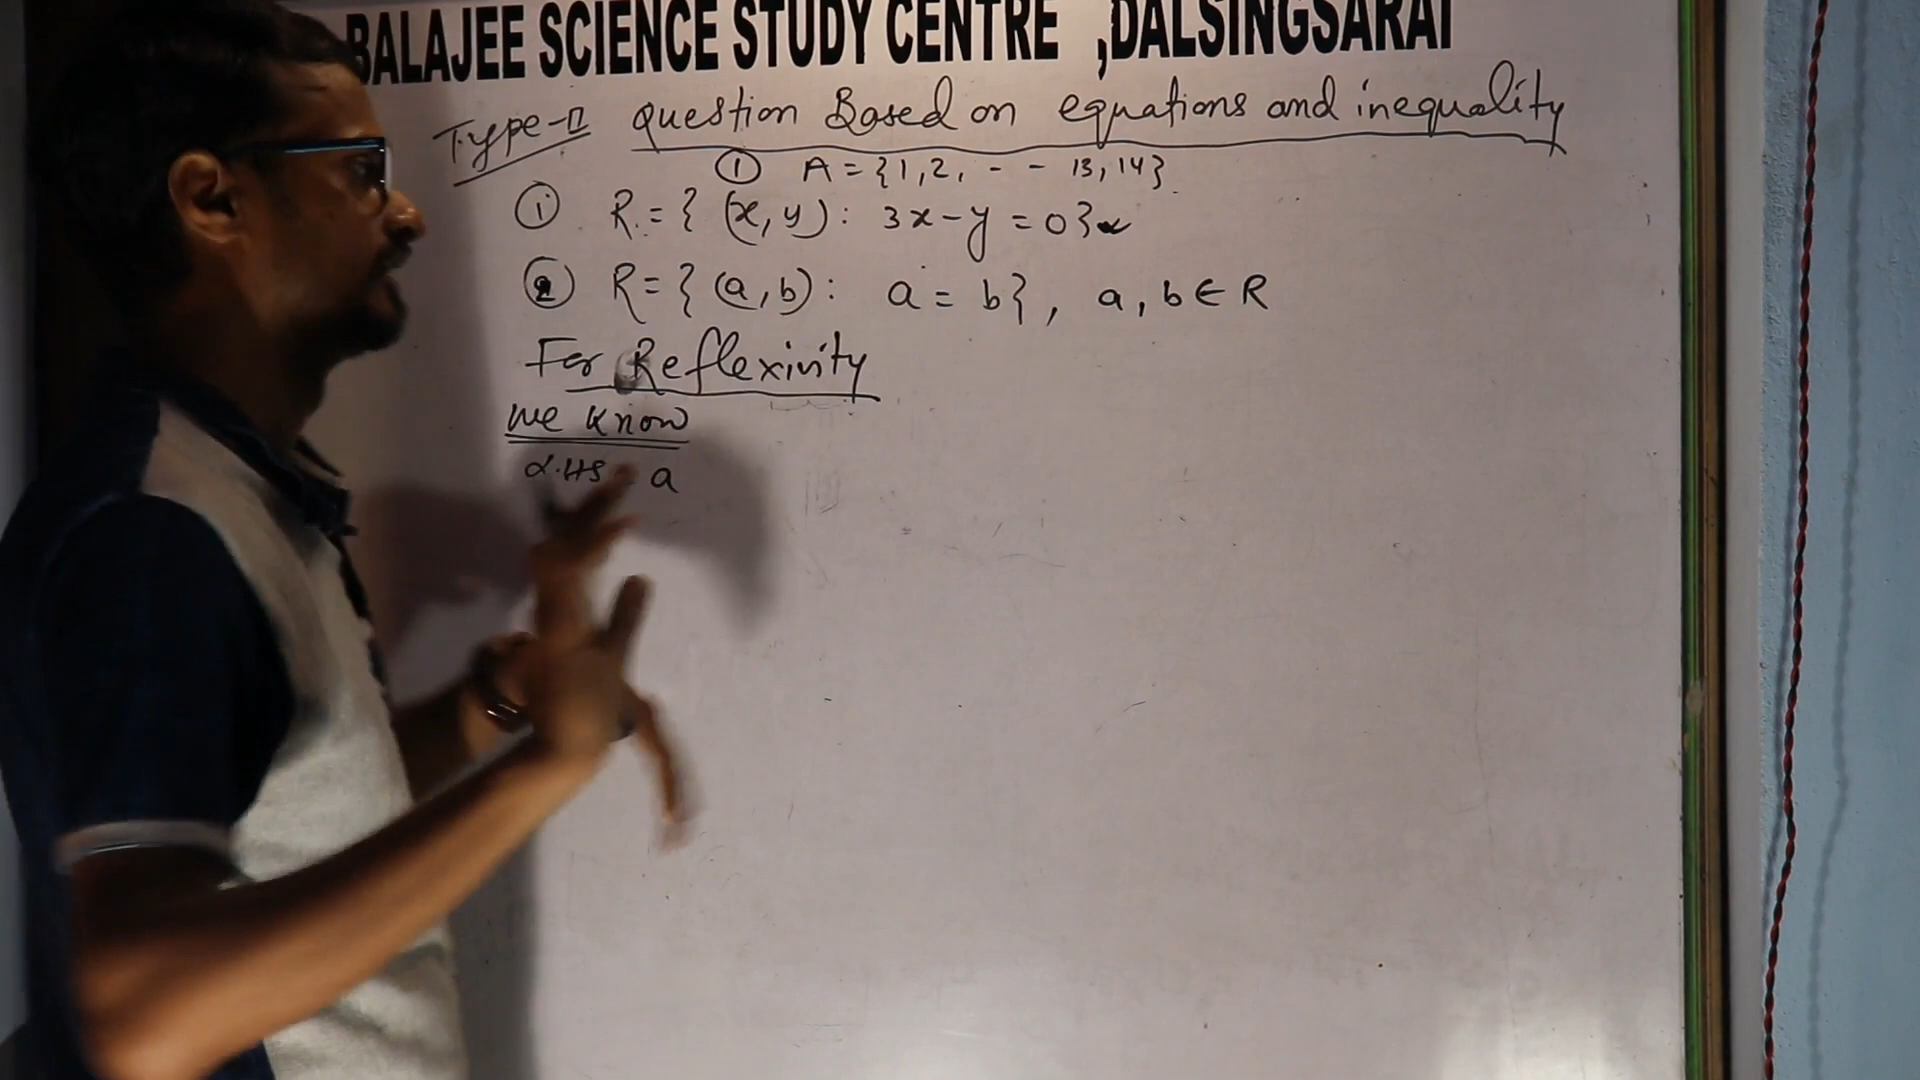 BALAJEE SCIENCE STUDY CENTRE ,DALSINGSARAI
Type-II Question Based on equations and inequality
① A = {1, 2, - - 13, 14}
① R = { (x, y) : 3x - y = 0}
② R = { (a, b) : a = b} , a, b ∈ R
For Reflexivity
we know
L.HS = a